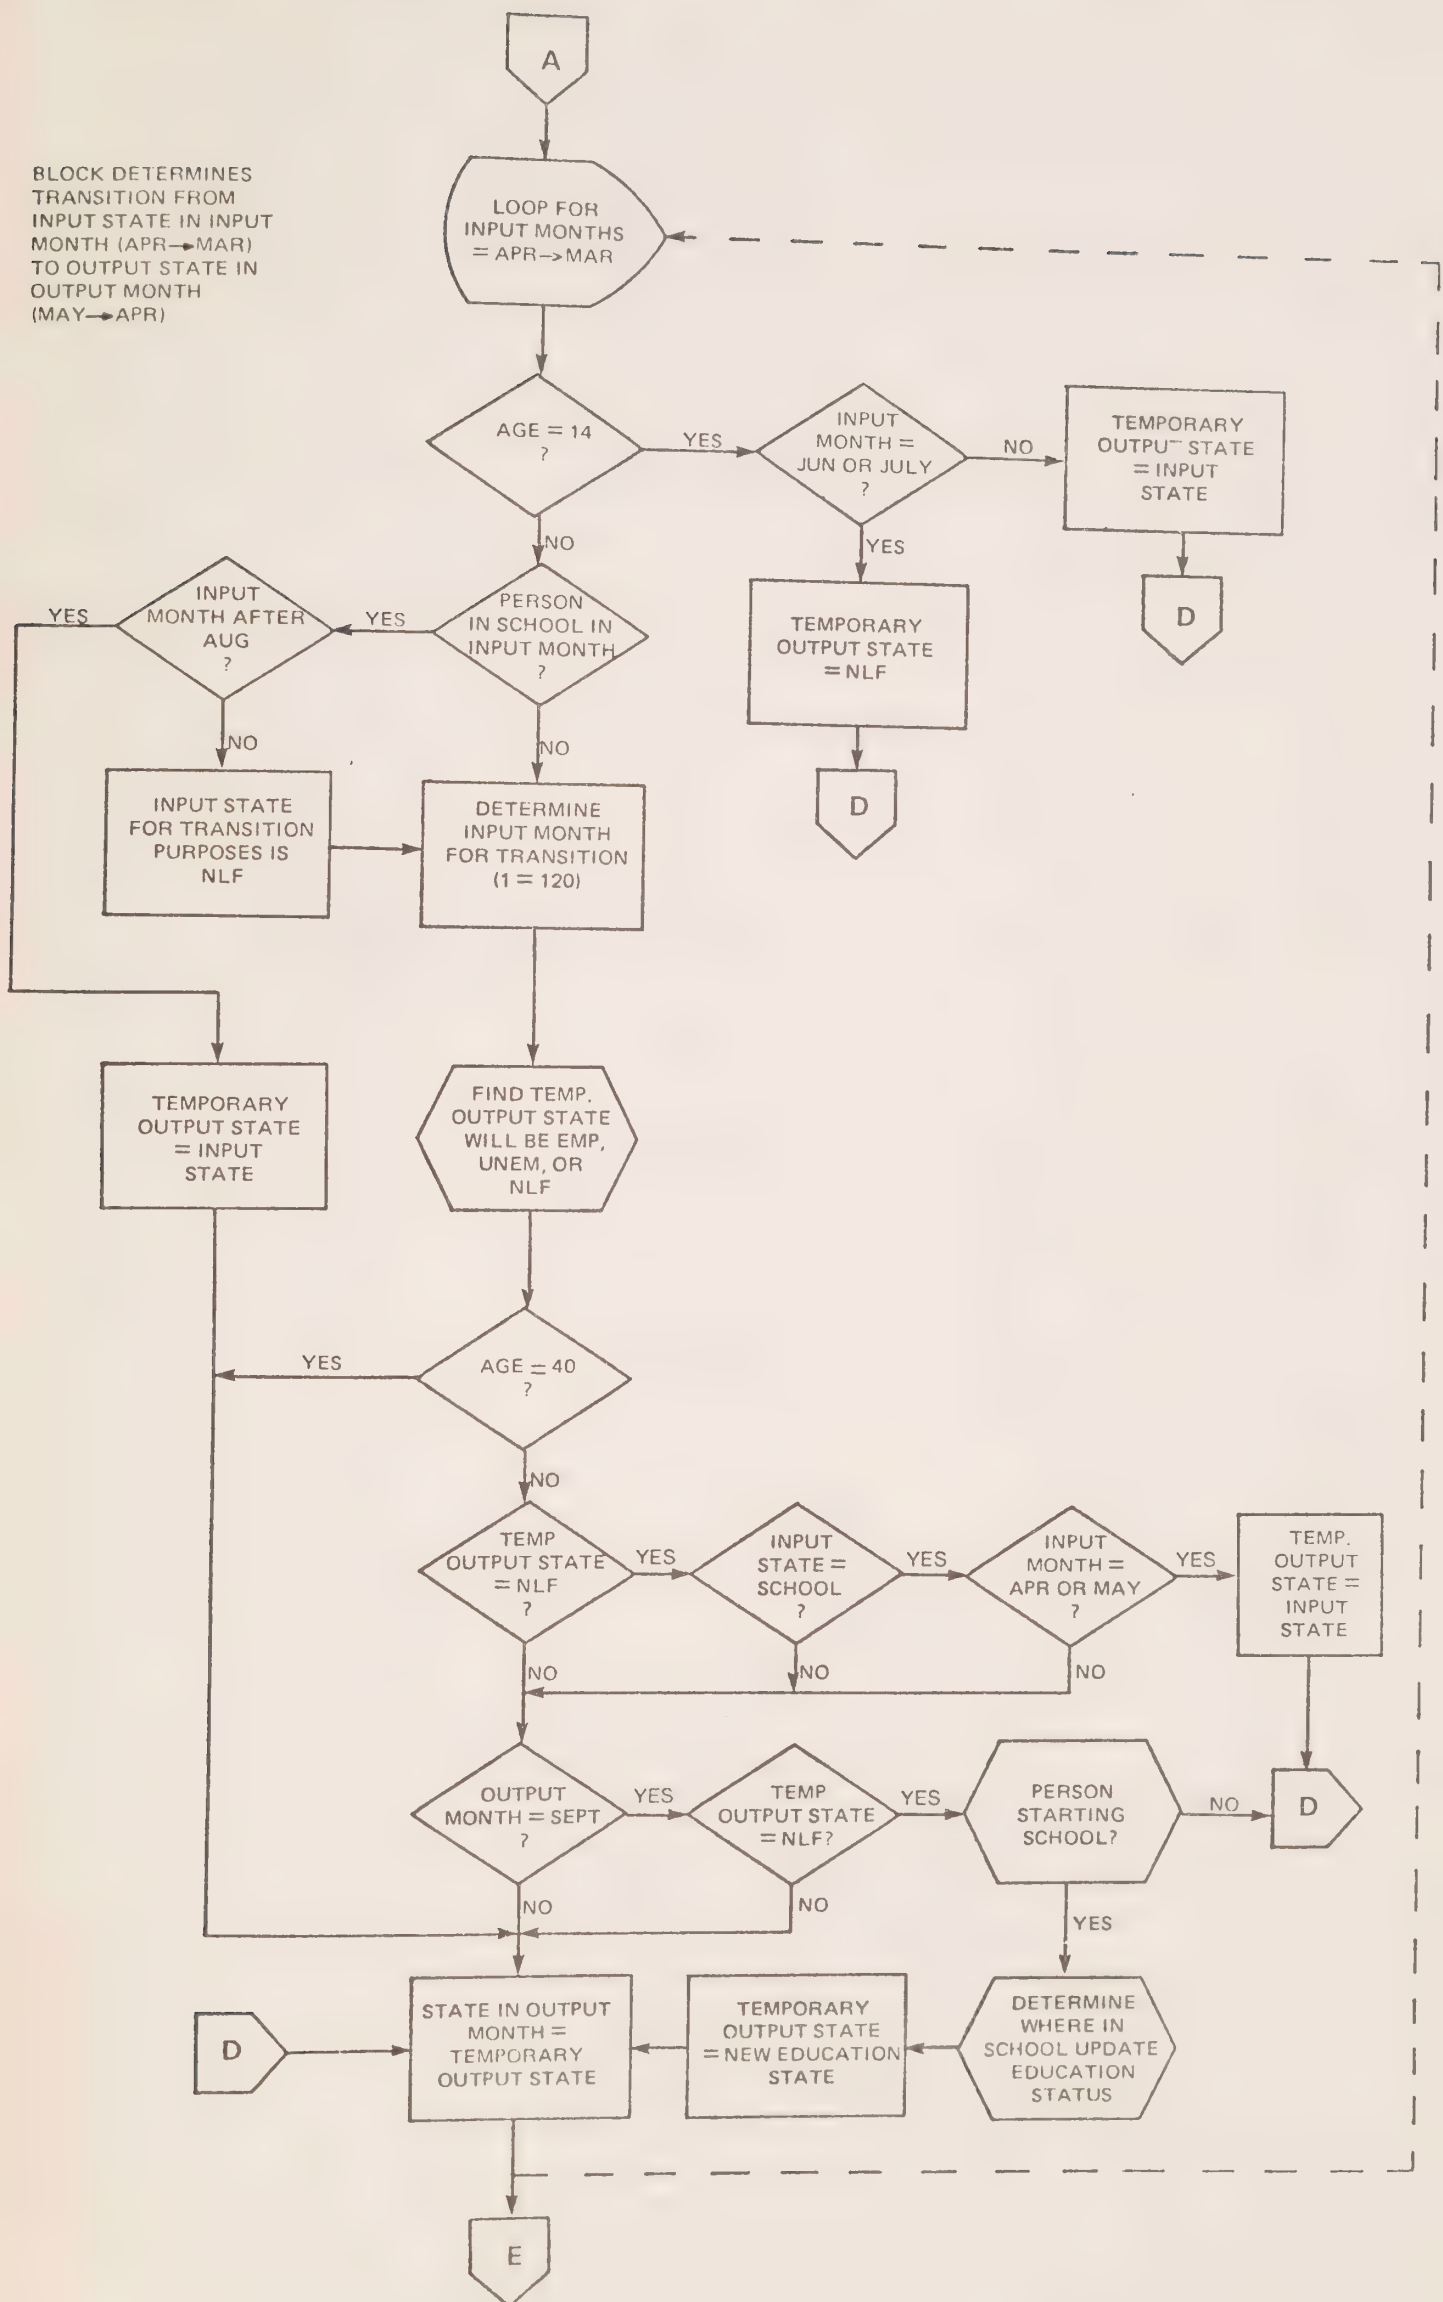 A
BLOCK DETERMINES
TRANSITION FROM
INPUT STATE IN INPUT
MONTH (APR→MAR)
TO OUTPUT STATE IN
OUTPUT MONTH
(MAY→APR)
LOOP FOR
INPUT MONTHS
= APR→MAR
AGE = 14
?
YES
INPUT
MONTH =
JUN OR JULY
?
NO
TEMPORARY
OUTPUT STATE
= INPUT
STATE
D
YES
TEMPORARY
OUTPUT STATE
= NLF
D
NO
PERSON
IN SCHOOL IN
INPUT MONTH
?
YES
INPUT
MONTH AFTER
AUG
?
YES
NO
INPUT STATE
FOR TRANSITION
PURPOSES IS
NLF
NO
DETERMINE
INPUT MONTH
FOR TRANSITION
(1 = 120)
TEMPORARY
OUTPUT STATE
= INPUT
STATE
FIND TEMP.
OUTPUT STATE
WILL BE EMP,
UNEM, OR
NLF
AGE = 40
?
YES
NO
TEMP
OUTPUT STATE
= NLF
?
YES
INPUT
STATE =
SCHOOL
?
YES
INPUT
MONTH =
APR OR MAY
?
YES
TEMP.
OUTPUT
STATE =
INPUT
STATE
NO
NO
NO
OUTPUT
MONTH = SEPT
?
YES
TEMP
OUTPUT STATE
= NLF?
YES
PERSON
STARTING
SCHOOL?
NO
D
NO
NO
YES
D
STATE IN OUTPUT
MONTH =
TEMPORARY
OUTPUT STATE
TEMPORARY
OUTPUT STATE
= NEW EDUCATION
STATE
DETERMINE
WHERE IN
SCHOOL UPDATE
EDUCATION
STATUS
E